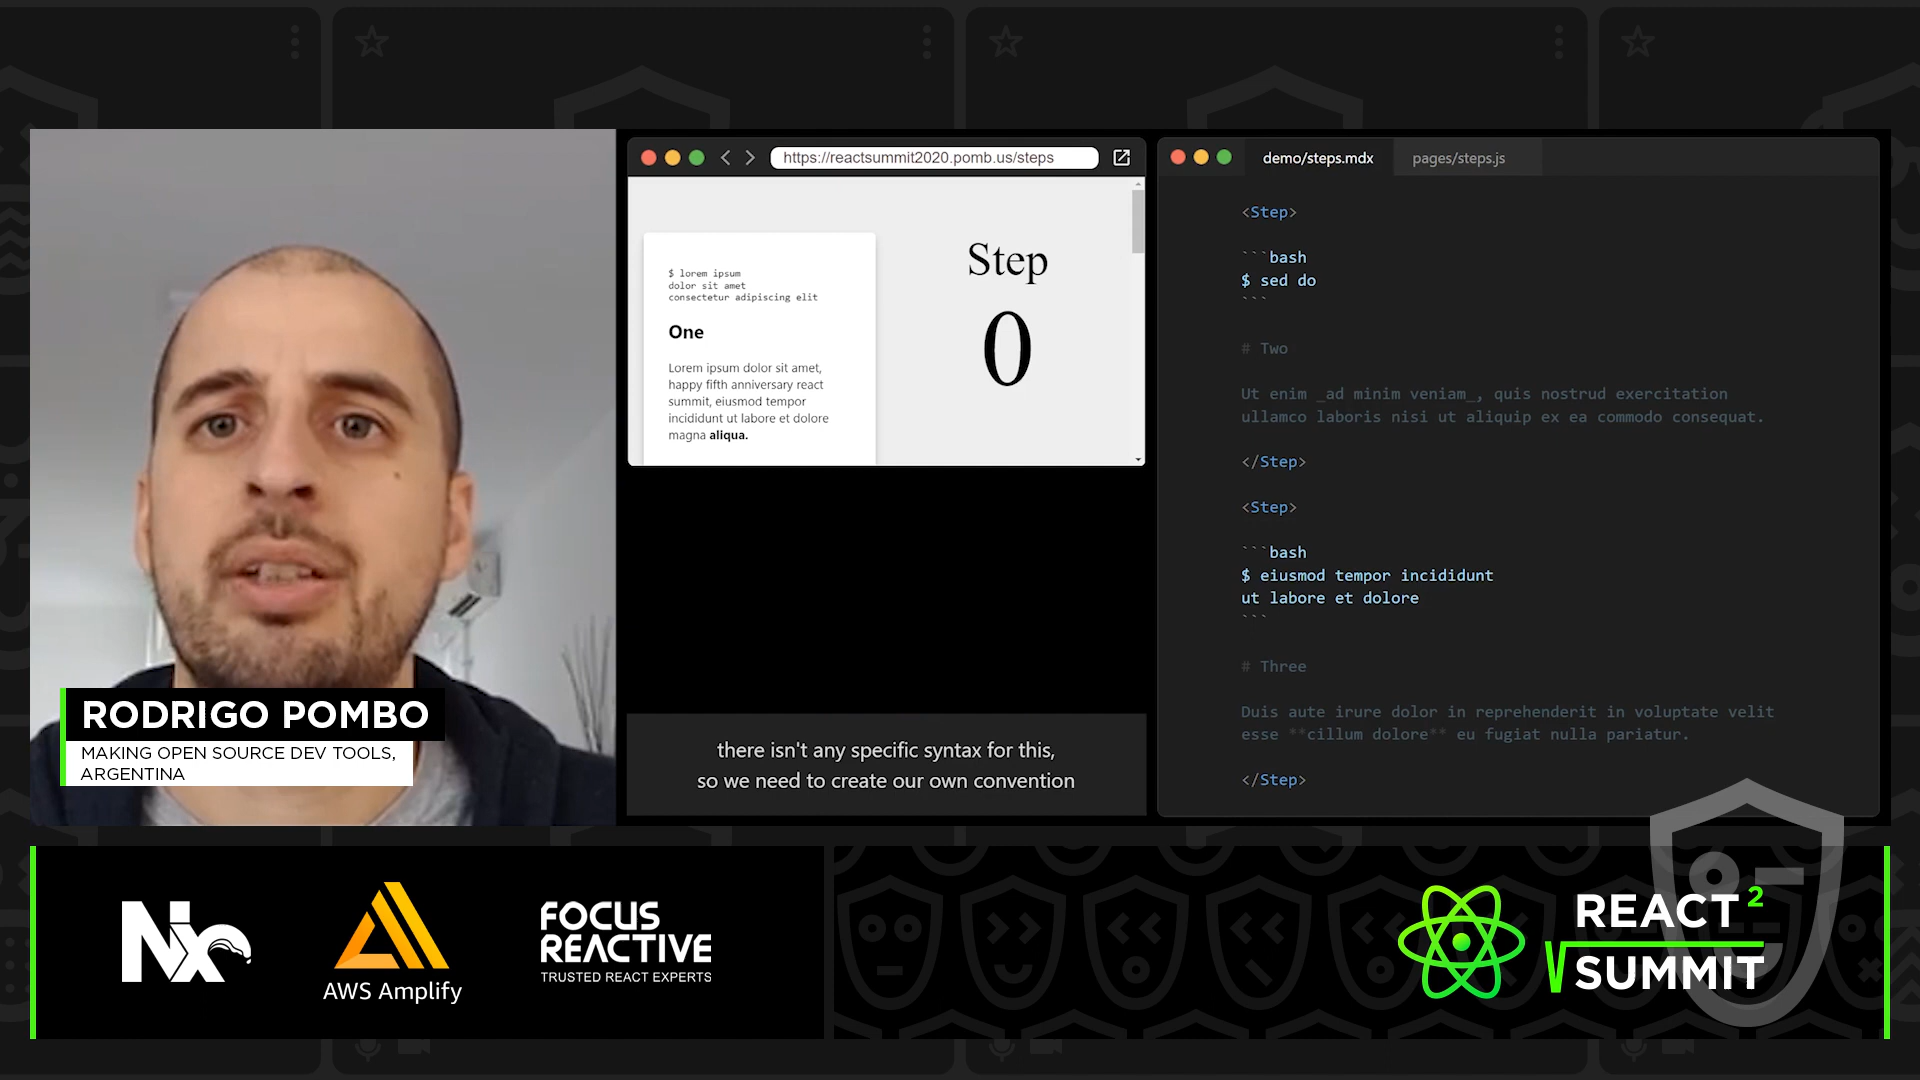 RODRIGO POMBO
MAKING OPEN SOURCE DEV TOOLS,
ARGENTINA
https://reactsummit2020.pomb.us/steps
$ lorem ipsum
dolor sit amet
consectetur adipiscing elit
One
Lorem ipsum dolor sit amet,
happy fifth anniversary react
summit, eiusmod tempor
incididunt ut labore et dolore
magna aliqua.
Step
0
there isn't any specific syntax for this,
so we need to create our own convention
demo/steps.mdx
pages/steps.js
<Step>
```bash
$ sed do
```
# Two
Ut enim _ad minim veniam_, quis nostrud exercitation
ullamco laboris nisi ut aliquip ex ea commodo consequat.
</Step>
<Step>
```bash
$ eiusmod tempor incididunt
ut labore et dolore
```
# Three
Duis aute irure dolor in reprehenderit in voluptate velit
esse **cillum dolore** eu fugiat nulla pariatur.
</Step>
Nx
AWS Amplify
FOCUS
REACTIVE
TRUSTED REACT EXPERTS
REACT 2
SUMMIT